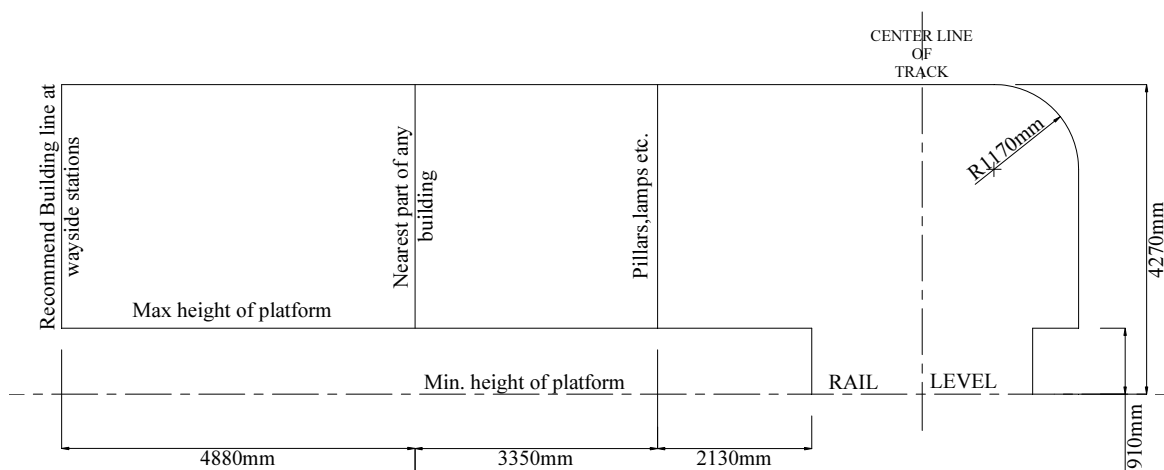 CENTER LINE
OF
TRACK
Recommend Building line at
wayside stations
Nearest part of any
building
Pillars,lamps etc.
R1170mm
4270mm
Max height of platform
Min. height of platform
RAIL LEVEL
910mm
4880mm
3350mm
2130mm